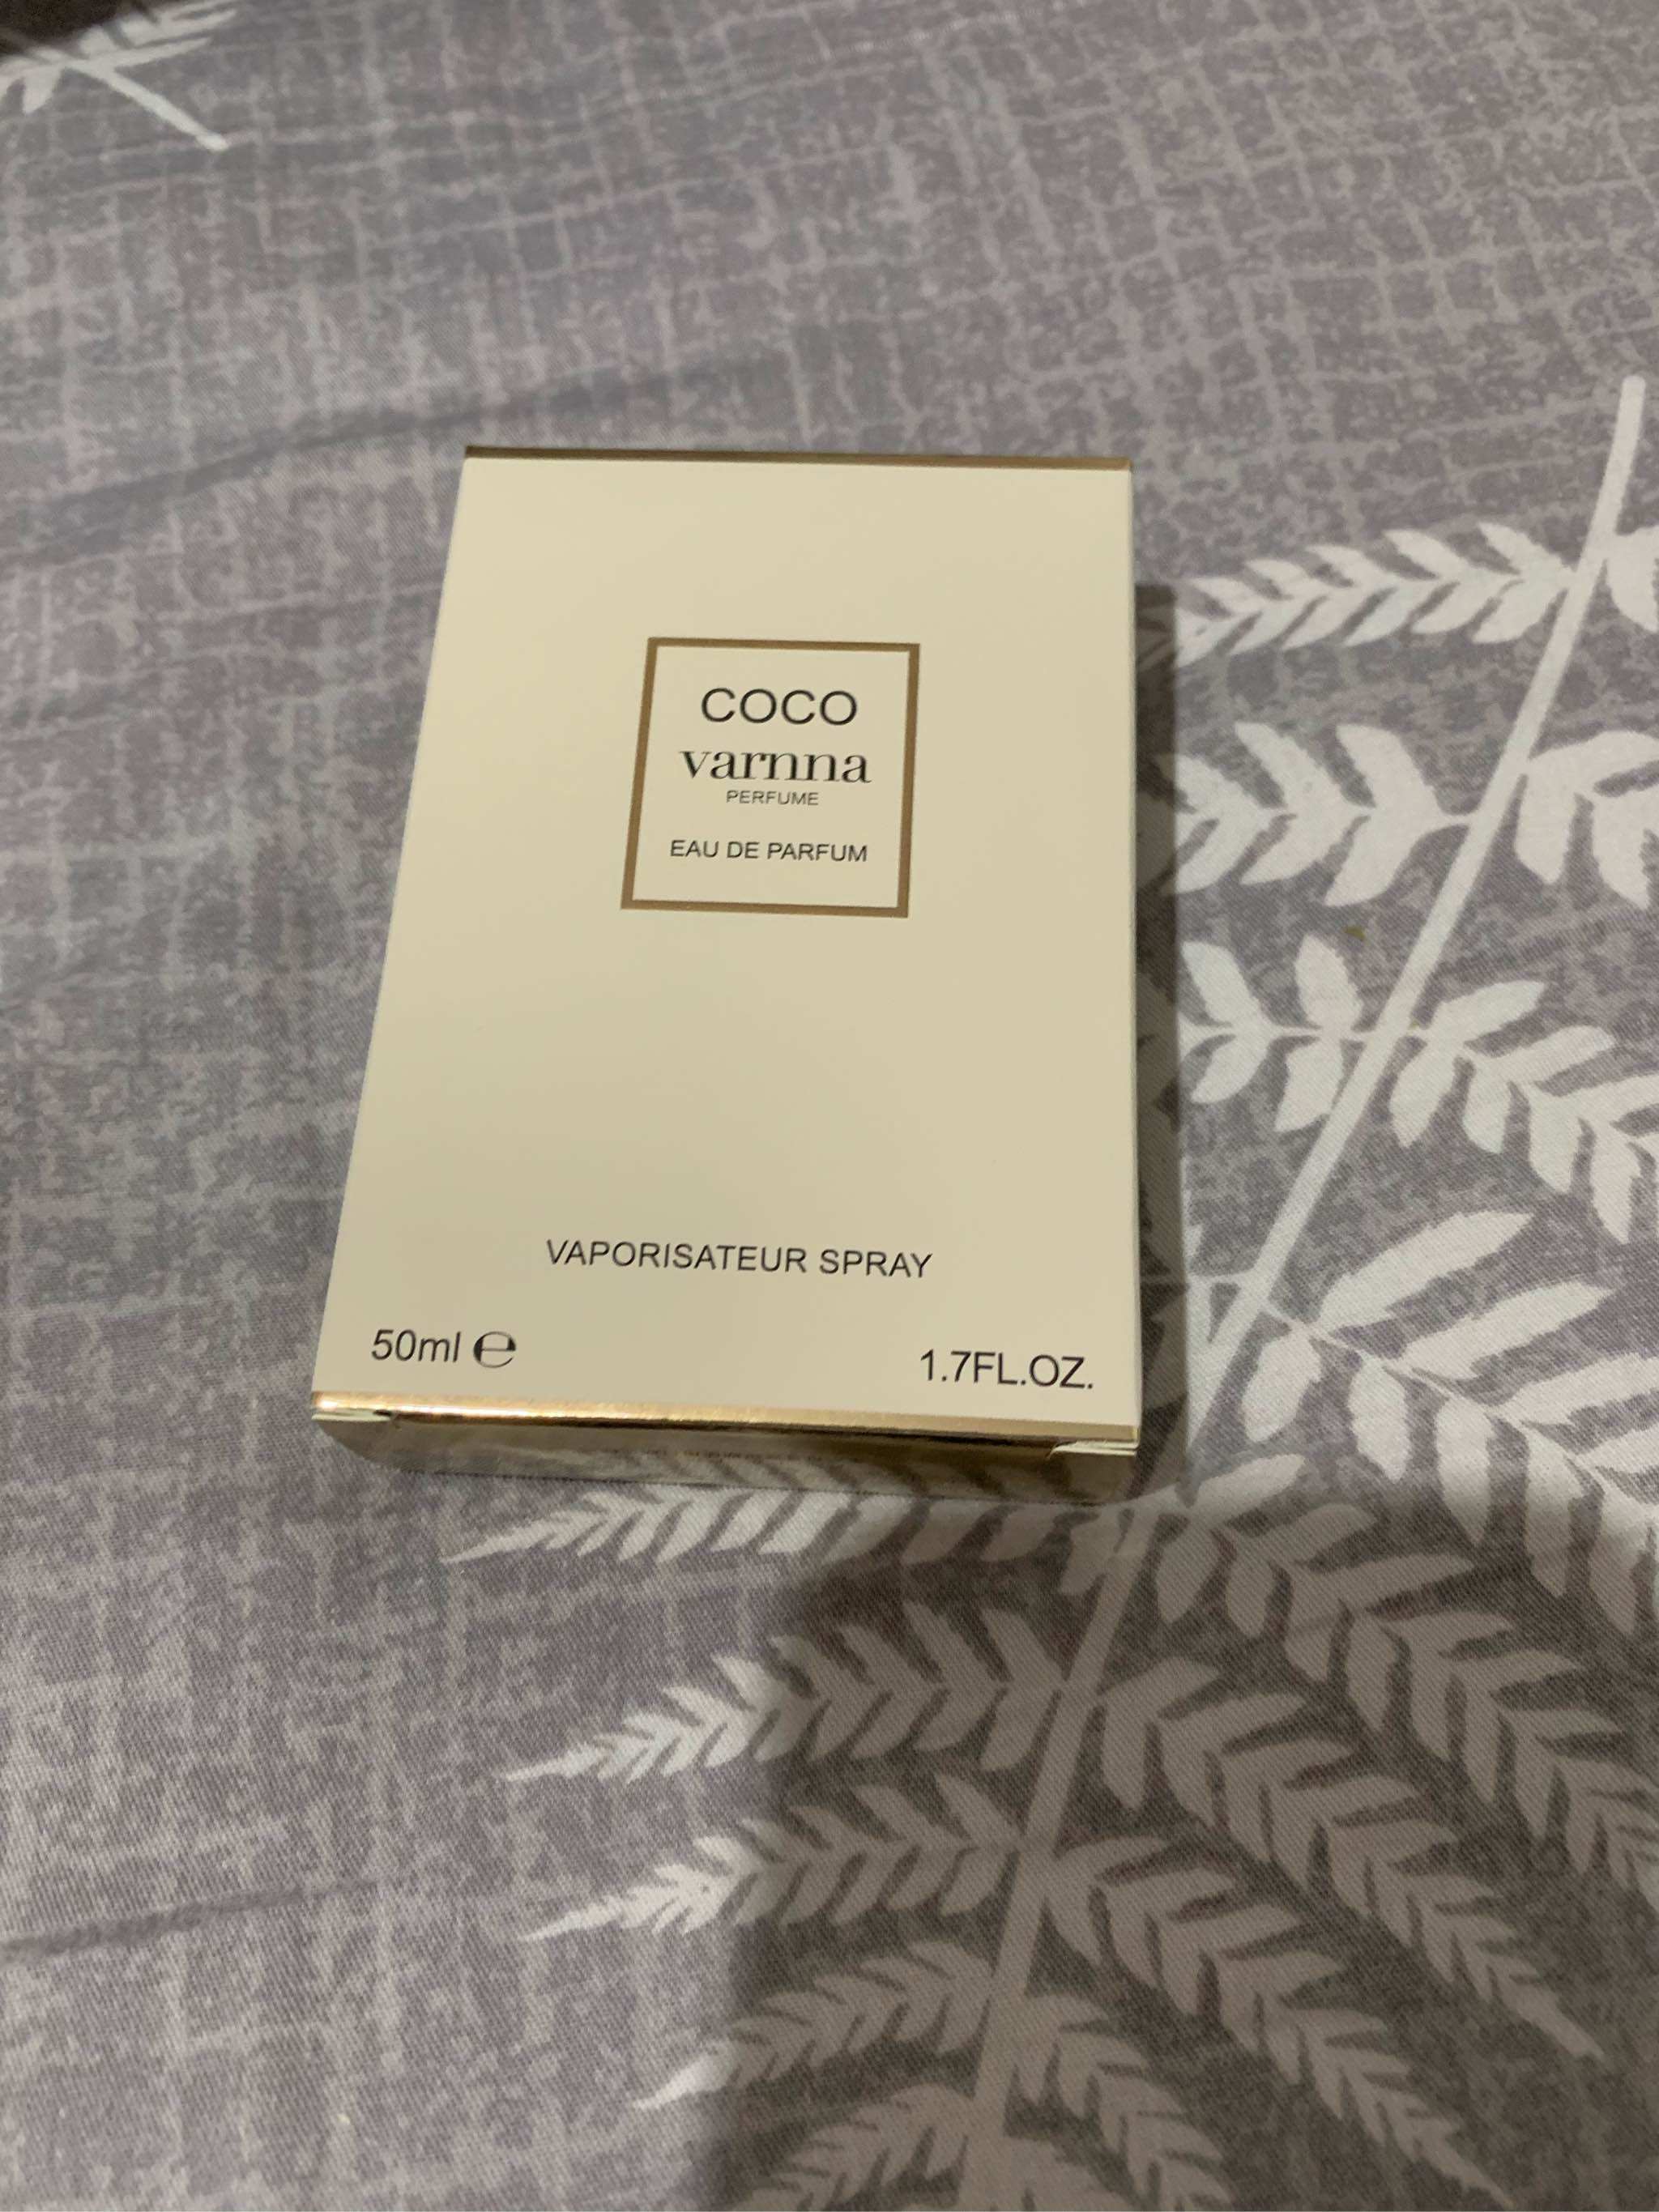 COCO
varnna
PERFUME
EAU DE PARFUM
VAPORISATEUR SPRAY
50ml ℮
1.7FL.OZ.